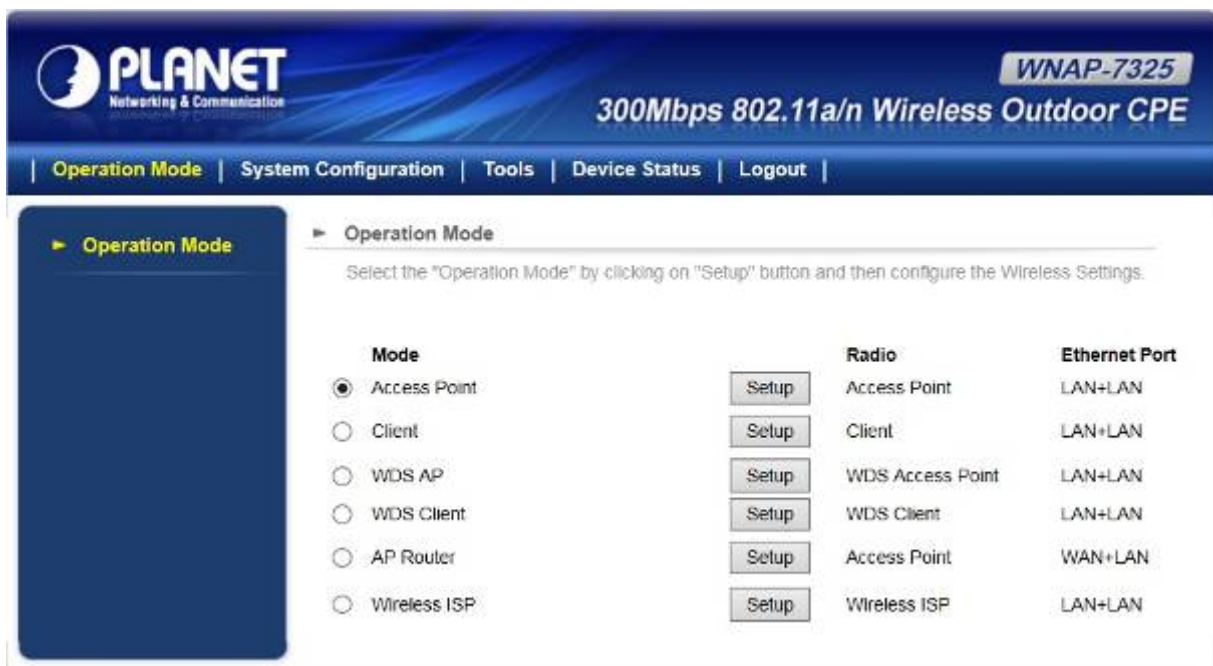 PLANET
Networking & Communication
WNAP-7325
300Mbps 802.11a/n Wireless Outdoor CPE
| Operation Mode | System Configuration | Tools | Device Status | Logout |
Operation Mode
Operation Mode
Select the "Operation Mode" by clicking on "Setup" button and then configure the Wireless Settings.
Mode Radio Ethernet Port
Access Point Setup Access Point LAN+LAN
Client Setup Client LAN+LAN
WDS AP Setup WDS Access Point LAN+LAN
WDS Client Setup WDS Client LAN+LAN
AP Router Setup Access Point WAN+LAN
Wireless ISP Setup Wireless ISP LAN+LAN